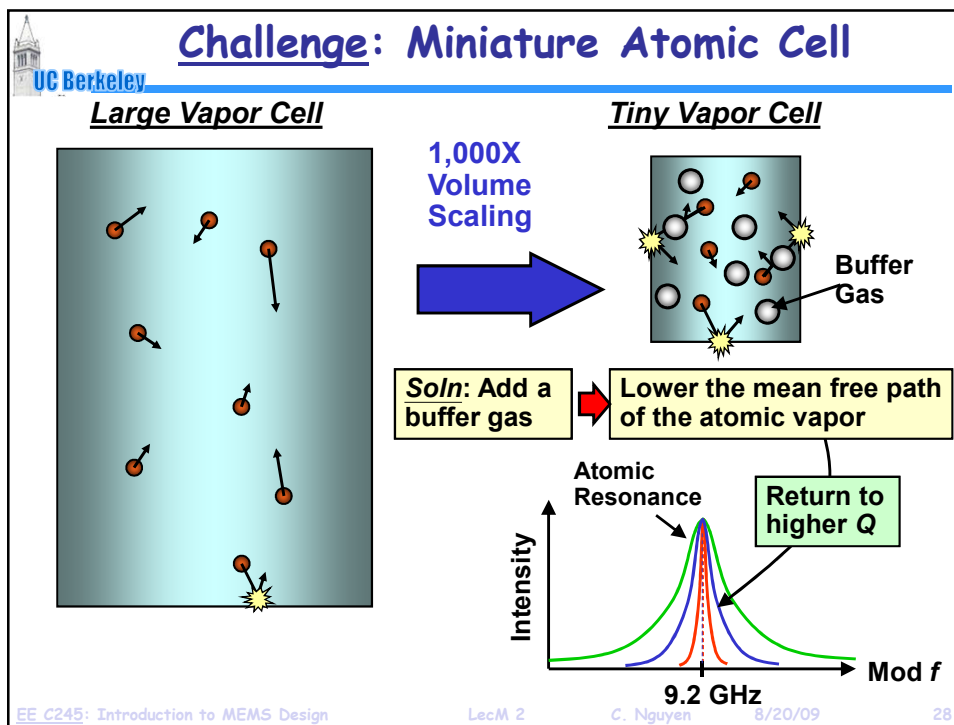 Challenge: Miniature Atomic Cell
UC Berkeley
Large Vapor Cell
Tiny Vapor Cell
1,000X
Volume
Scaling
Buffer
Gas
Soln: Add a
buffer gas
Lower the mean free path
of the atomic vapor
Atomic
Resonance
Return to
higher Q
Intensity
Mod f
9.2 GHz
EE C245: Introduction to MEMS Design LecM 2 C. Nguyen 8/20/09 28